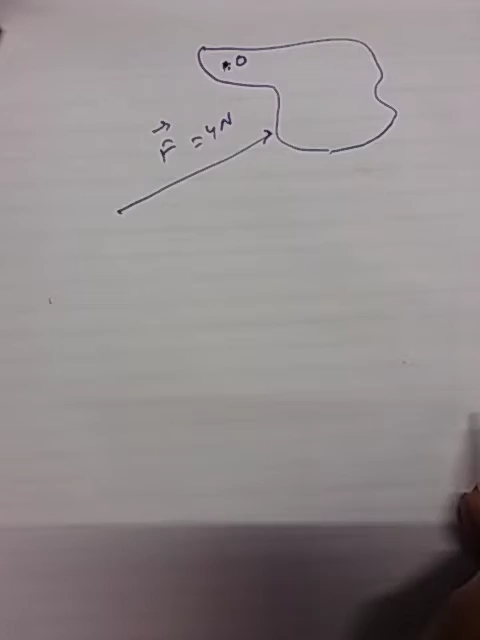 O
F⃗ = 4N